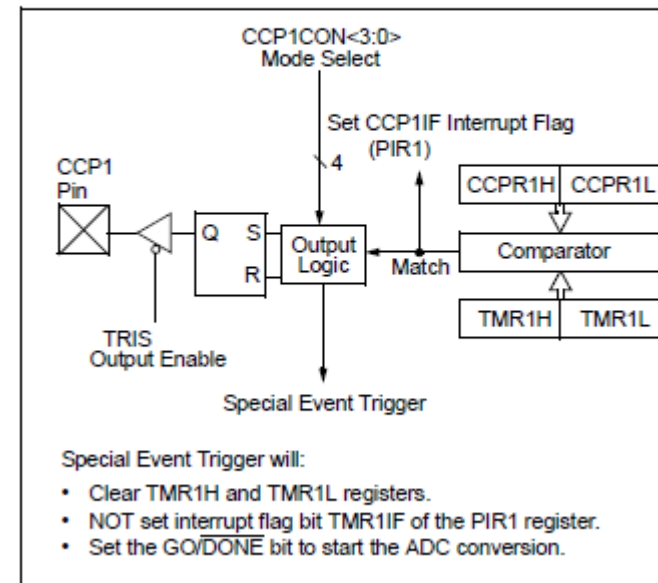 CCP1CON<3:0>
Mode Select
Set CCP1IF Interrupt Flag
(PIR1)
4
CCP1
Pin
CCPR1H CCPR1L
Q S
R
Output
Logic
Match
Comparator
TMR1H TMR1L
TRIS
Output Enable
Special Event Trigger
Special Event Trigger will:
• Clear TMR1H and TMR1L registers.
• NOT set interrupt flag bit TMR1IF of the PIR1 register.
• Set the GO/DONE bit to start the ADC conversion.